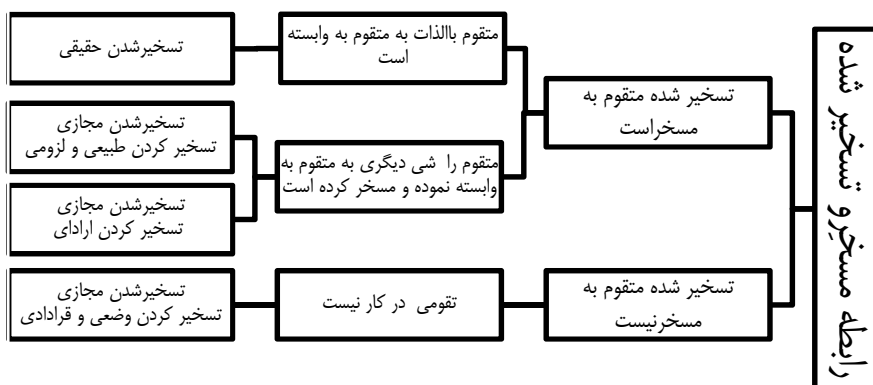 رابطه مسخرو تسخیر شده
تسخیر شده متقوم به
مسخراست
متقوم باالذات به متقوم به وابسته
است
تسخیرشدن حقیقی
متقوم را شی دیگری به متقوم به
وابسته نموده و مسخر کرده است
تسخیرشدن مجازی
تسخیر کردن طبیعی و لزومی
تسخیرشدن مجازی
تسخیر کردن ارادای
تسخیر شده متقوم به
مسخرنیست
تقومی در کار نیست
تسخیرشدن مجازی
تسخیر کردن وضعی و قرادادی